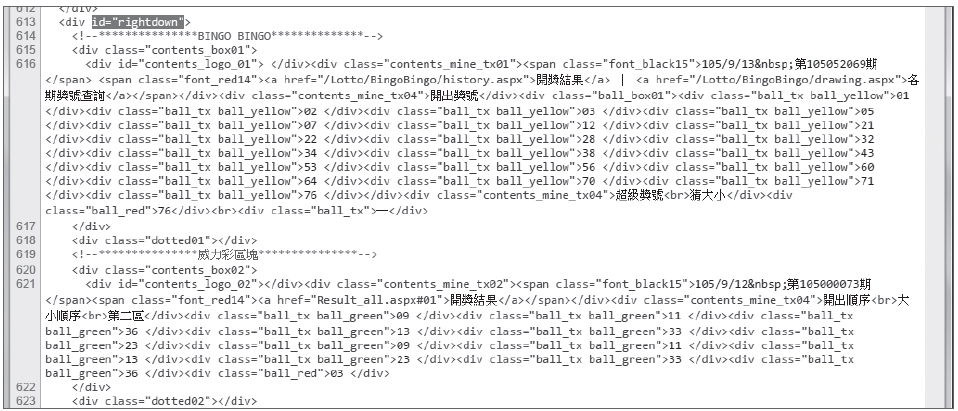 612 </div>
613 <div id="rightdown">
614 <!--***************BINGO BINGO**************-->
615 <div class="contents_box01">
616 <div id="contents_logo_01"> </div><div class="contents_mine_tx01"><span class="font_black15">105/9/13&nbsp;第105052069期
</span> <span class="font_red14"><a href="/Lotto/BingoBingo/history.aspx">開獎結果</a> | <a href="/Lotto/BingoBingo/drawing.aspx">各
期獎號查詢</a></span></div><div class="contents_mine_tx04">開出獎號</div><div class="ball_box01"><div class="ball_tx ball_yellow">01
</div><div class="ball_tx ball_yellow">02 </div><div class="ball_tx ball_yellow">03 </div><div class="ball_tx ball_yellow">05
</div><div class="ball_tx ball_yellow">07 </div><div class="ball_tx ball_yellow">12 </div><div class="ball_tx ball_yellow">21
</div><div class="ball_tx ball_yellow">22 </div><div class="ball_tx ball_yellow">28 </div><div class="ball_tx ball_yellow">32
</div><div class="ball_tx ball_yellow">34 </div><div class="ball_tx ball_yellow">38 </div><div class="ball_tx ball_yellow">43
</div><div class="ball_tx ball_yellow">53 </div><div class="ball_tx ball_yellow">56 </div><div class="ball_tx ball_yellow">60
</div><div class="ball_tx ball_yellow">64 </div><div class="ball_tx ball_yellow">70 </div><div class="ball_tx ball_yellow">71
</div><div class="ball_tx ball_yellow">76 </div></div><div class="contents_mine_tx04">超級獎號<br>猜大小</div><div
class="ball_red">76</div><br><div class="ball_tx">—</div>
617 </div>
618 <div class="dotted01"></div>
619 <!--***************威力彩區塊***************-->
620 <div class="contents_box02">
621 <div id="contents_logo_02"></div><div class="contents_mine_tx02"><span class="font_black15">105/9/12&nbsp;第105000073期
</span><span class="font_red14"><a href="Result_all.aspx#01">開獎結果</a></span></div><div class="contents_mine_tx04">開出順序<br>大
小順序<br>第二區</div><div class="ball_tx ball_green">09 </div><div class="ball_tx ball_green">11 </div><div class="ball_tx
ball_green">36 </div><div class="ball_tx ball_green">13 </div><div class="ball_tx ball_green">33 </div><div class="ball_tx
ball_green">23 </div><div class="ball_tx ball_green">09 </div><div class="ball_tx ball_green">11 </div><div class="ball_tx
ball_green">13 </div><div class="ball_tx ball_green">23 </div><div class="ball_tx ball_green">33 </div><div class="ball_tx
ball_green">36 </div><div class="ball_red">03 </div>
622 </div>
623 <div class="dotted02"></div>